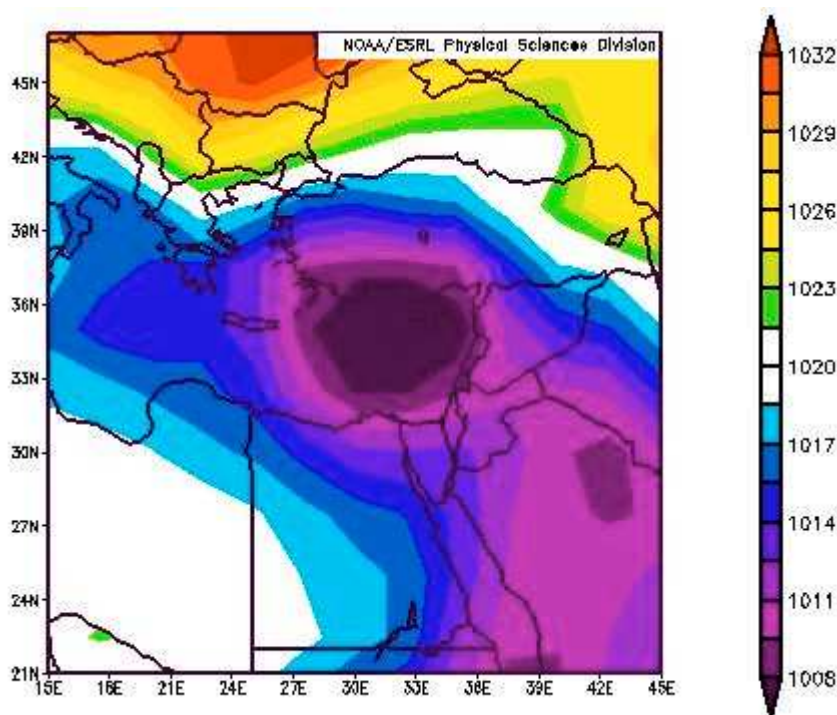 NOAA/ESRL Physical Sciences Division
45N
42N
39N
36N
33N
30N
27N
24N
21N
15E 18E 21E 24E 27E 30E 33E 36E 39E 42E 45E
1032
1029
1026
1023
1020
1017
1014
1011
1008